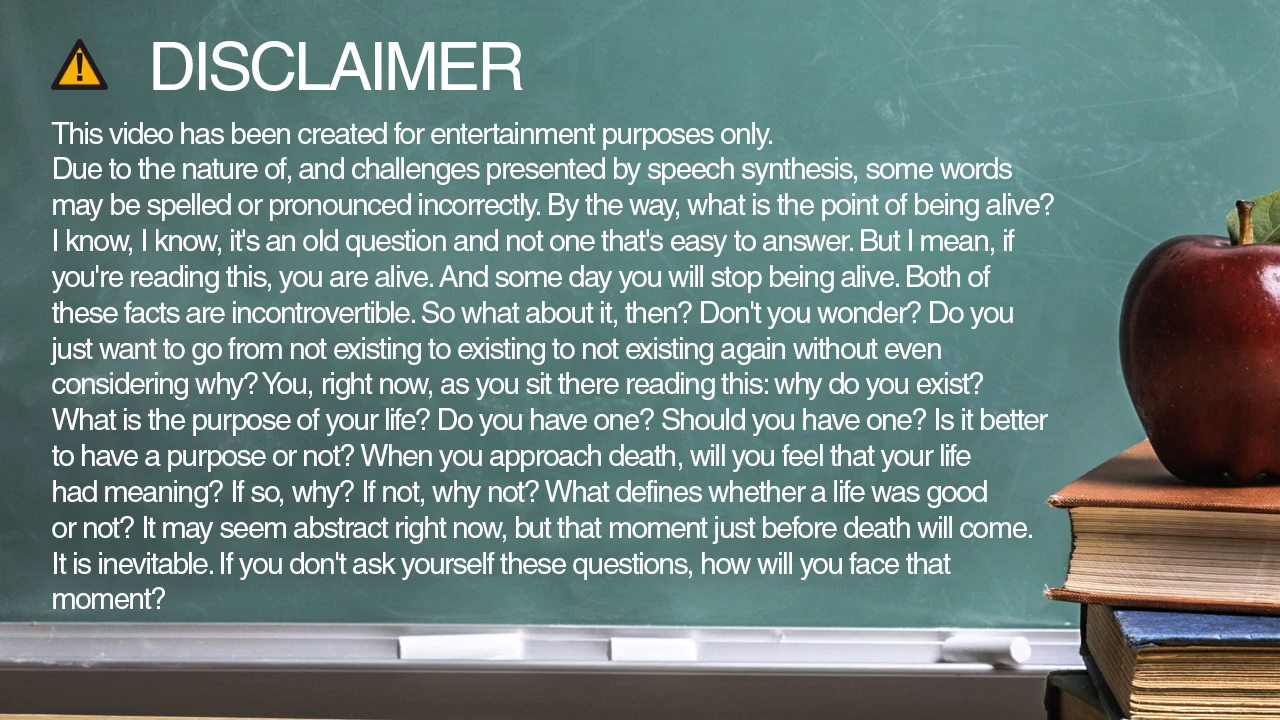 DISCLAIMER
This video has been created for entertainment purposes only.
Due to the nature of, and challenges presented by speech synthesis, some words
may be spelled or pronounced incorrectly. By the way, what is the point of being alive?
I know, I know, it's an old question and not one that's easy to answer. But I mean, if
you're reading this, you are alive. And some day you will stop being alive. Both of
these facts are incontrovertible. So what about it, then? Don't you wonder? Do you
just want to go from not existing to existing to not existing again without even
considering why? You, right now, as you sit there reading this: why do you exist?
What is the purpose of your life? Do you have one? Should you have one? Is it better
to have a purpose or not? When you approach death, will you feel that your life
had meaning? If so, why? If not, why not? What defines whether a life was good
or not? It may seem abstract right now, but that moment just before death will come.
It is inevitable. If you don't ask yourself these questions, how will you face that
moment?